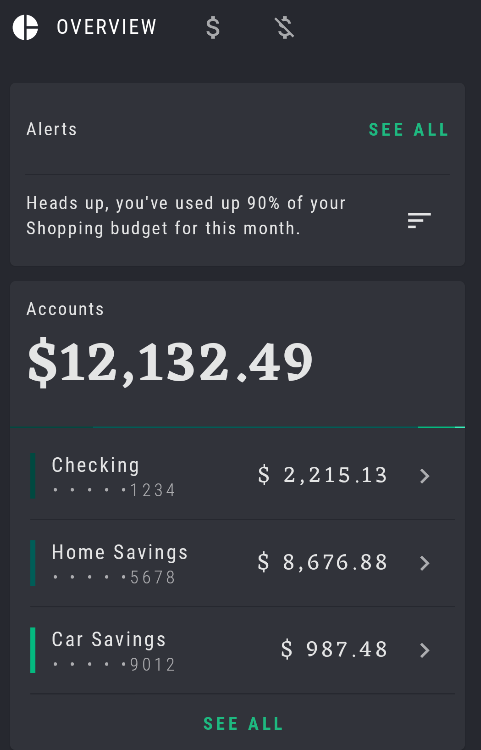 OVERVIEW
Alerts
SEE ALL
Heads up, you've used up 90% of your
Shopping budget for this month.
Accounts
$12,132.49
Checking
$ 2,215.13
• • • • •1234
Home Savings
$ 8,676.88
• • • • •5678
Car Savings
$ 987.48
• • • • •9012
SEE ALL